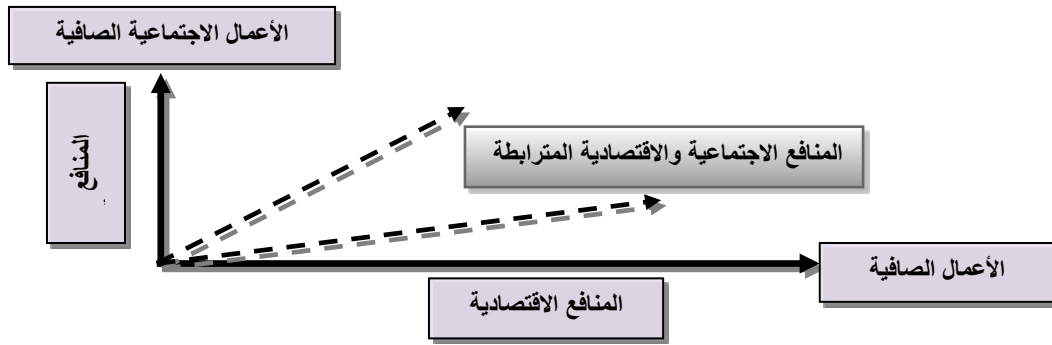 الأعمال الاجتماعية الصافية
المنافع
المنافع الاجتماعية والاقتصادية المترابطة
الأعمال الصافية
المنافع الاقتصادية